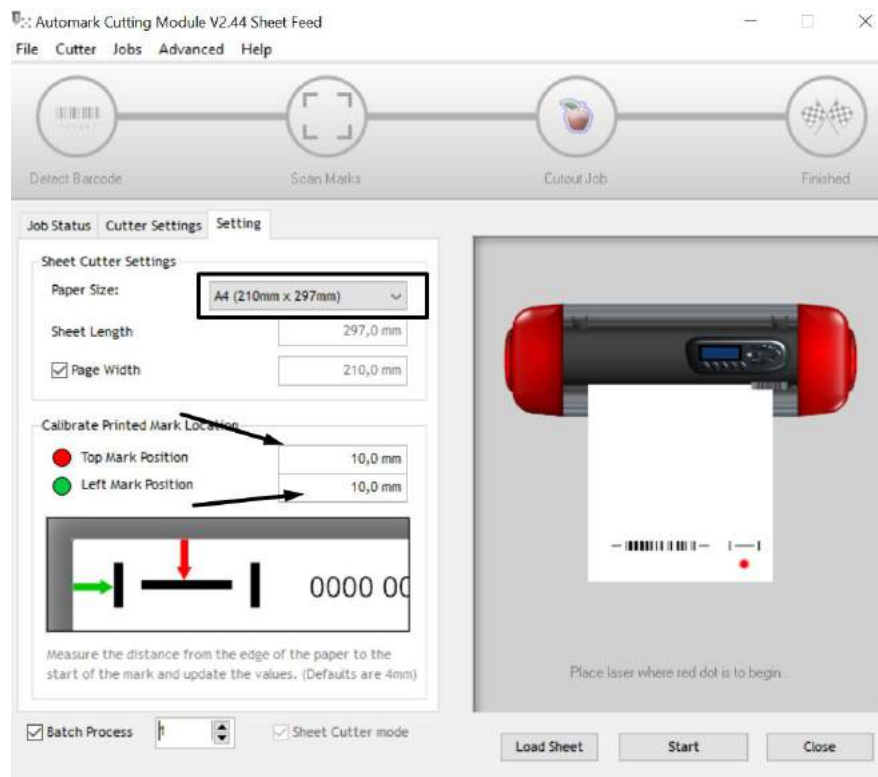 Automark Cutting Module V2.44 Sheet Feed
File Cutter Jobs Advanced Help
Detect Barcode Scan Marks Cutout Job Finished
Job Status Cutter Settings Setting
Sheet Cutter Settings
Paper Size: A4 (210mm x 297mm)
Sheet Length 297,0 mm
Page Width 210,0 mm
Calibrate Printed Mark Location
Top Mark Position 10,0 mm
Left Mark Position 10,0 mm
0000 00
Measure the distance from the edge of the paper to the
start of the mark and update the values. (Defaults are 4mm)
Place laser where red dot is to begin..
Batch Process 1 Sheet Cutter mode
Load Sheet Start Close